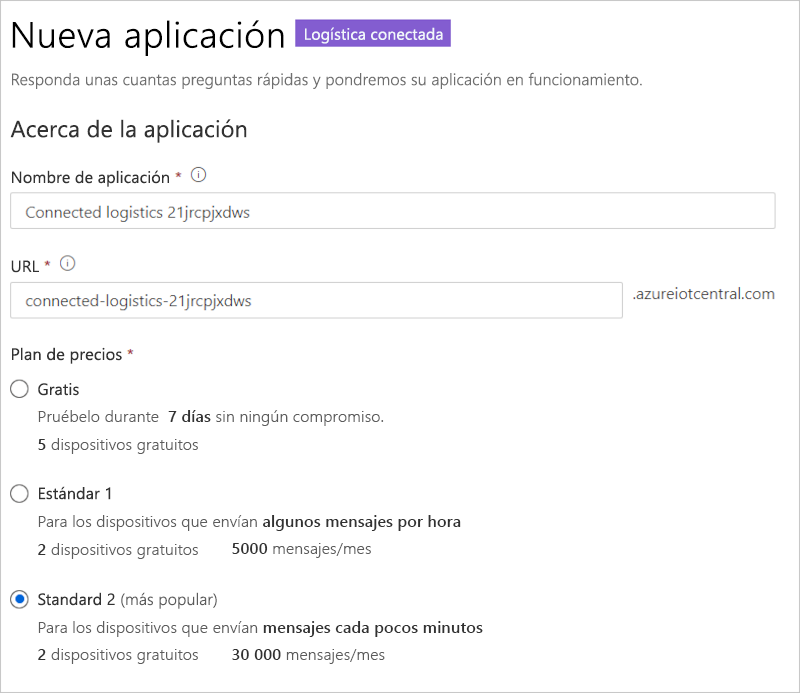 Nueva aplicación Logística conectada
Responda unas cuantas preguntas rápidas y pondremos su aplicación en funcionamiento.
Acerca de la aplicación
Nombre de aplicación *
Connected logistics 21jrcpjxdws
URL *
connected-logistics-21jrcpjxdws .azureiotcentral.com
Plan de precios *
Gratis
Pruébelo durante 7 días sin ningún compromiso.
5 dispositivos gratuitos
Estándar 1
Para los dispositivos que envían algunos mensajes por hora
2 dispositivos gratuitos 5000 mensajes/mes
Standard 2 (más popular)
Para los dispositivos que envían mensajes cada pocos minutos
2 dispositivos gratuitos 30 000 mensajes/mes